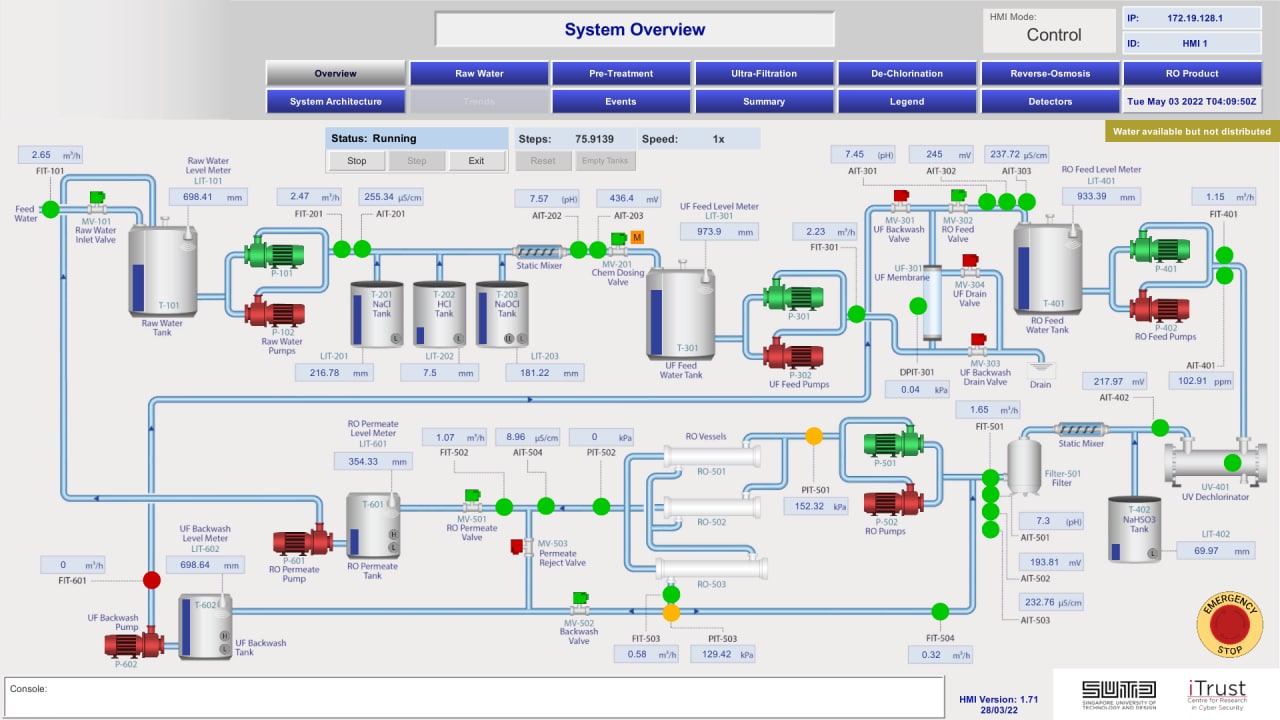 System Overview
HMI Mode:
Control
IP: 172.19.128.1
ID: HMI 1
Overview
Raw Water
Pre-Treatment
Ultra-Filtration
De-Chlorination
Reverse-Osmosis
RO Product
System Architecture
Trends
Events
Summary
Legend
Detectors
Tue May 03 2022 T04:09:50Z
Status: Running
Steps: 75.9139
Speed: 1x
Stop
Step
Exit
Reset
Empty Tanks
Water available but not distributed
2.65 m³/h
FIT-101
Feed
Water
MV-101
Raw Water
Inlet Valve
Raw Water
Level Meter
LIT-101
698.41 mm
T-101
Raw Water
Tank
P-101
P-102
Raw Water
Pumps
2.47 m³/h
FIT-201
255.34 µS/cm
AIT-201
T-201
NaCl
Tank
L
T-202
HCl
Tank
L
T-203
NaOCl
Tank
H
L
LIT-201
216.78 mm
LIT-202
7.5 mm
LIT-203
181.22 mm
Static Mixer
7.57 (pH)
AIT-202
436.4 mV
AIT-203
M
MV-201
Chem Dosing
Valve
UF Feed Level Meter
LIT-301
973.9 mm
T-301
UF Feed
Water Tank
P-301
P-302
UF Feed Pumps
2.23 m³/h
FIT-301
7.45 (pH)
AIT-301
245 mV
AIT-302
237.72 µS/cm
AIT-303
MV-301
UF Backwash
Valve
MV-302
RO Feed
Valve
UF-301
UF Membrane
MV-304
UF Drain
Valve
MV-303
UF Backwash
Drain Valve
Drain
DPIT-301
0.04 kPa
RO Feed Level Meter
LIT-401
933.39 mm
T-401
RO Feed
Water Tank
P-401
P-402
RO Feed Pumps
1.15 m³/h
FIT-401
AIT-401
102.91 ppm
217.97 mV
AIT-402
Static Mixer
UV-401
UV Dechlorinator
T-402
NaHSO3
Tank
L
LIT-402
69.97 mm
1.65 m³/h
FIT-501
Filter-501
Filter
7.3 (pH)
AIT-501
193.81 mV
AIT-502
232.76 µS/cm
AIT-503
P-501
P-502
RO Pumps
PIT-501
152.32 kPa
RO Vessels
RO-501
RO-502
RO-503
0 kPa
PIT-502
8.96 µS/cm
AIT-504
1.07 m³/h
FIT-502
MV-501
RO Permeate
Valve
MV-503
Permeate
Reject Valve
RO Permeate
Level Meter
LIT-601
354.33 mm
T-601
H
L
RO Permeate
Tank
P-601
RO Permeate
Pump
UF Backwash
Level Meter
LIT-602
698.64 mm
0 m³/h
FIT-601
UF Backwash
Pump
P-602
T-602
H
L
UF Backwash
Tank
MV-502
Backwash
Valve
FIT-503
0.58 m³/h
PIT-503
129.42 kPa
FIT-504
0.32 m³/h
EMERGENCY
STOP
Console:
HMI Version: 1.71
28/03/22
SUTD
SINGAPORE UNIVERSITY OF
TECHNOLOGY AND DESIGN
iTrust
Centre for Research
in Cyber Security